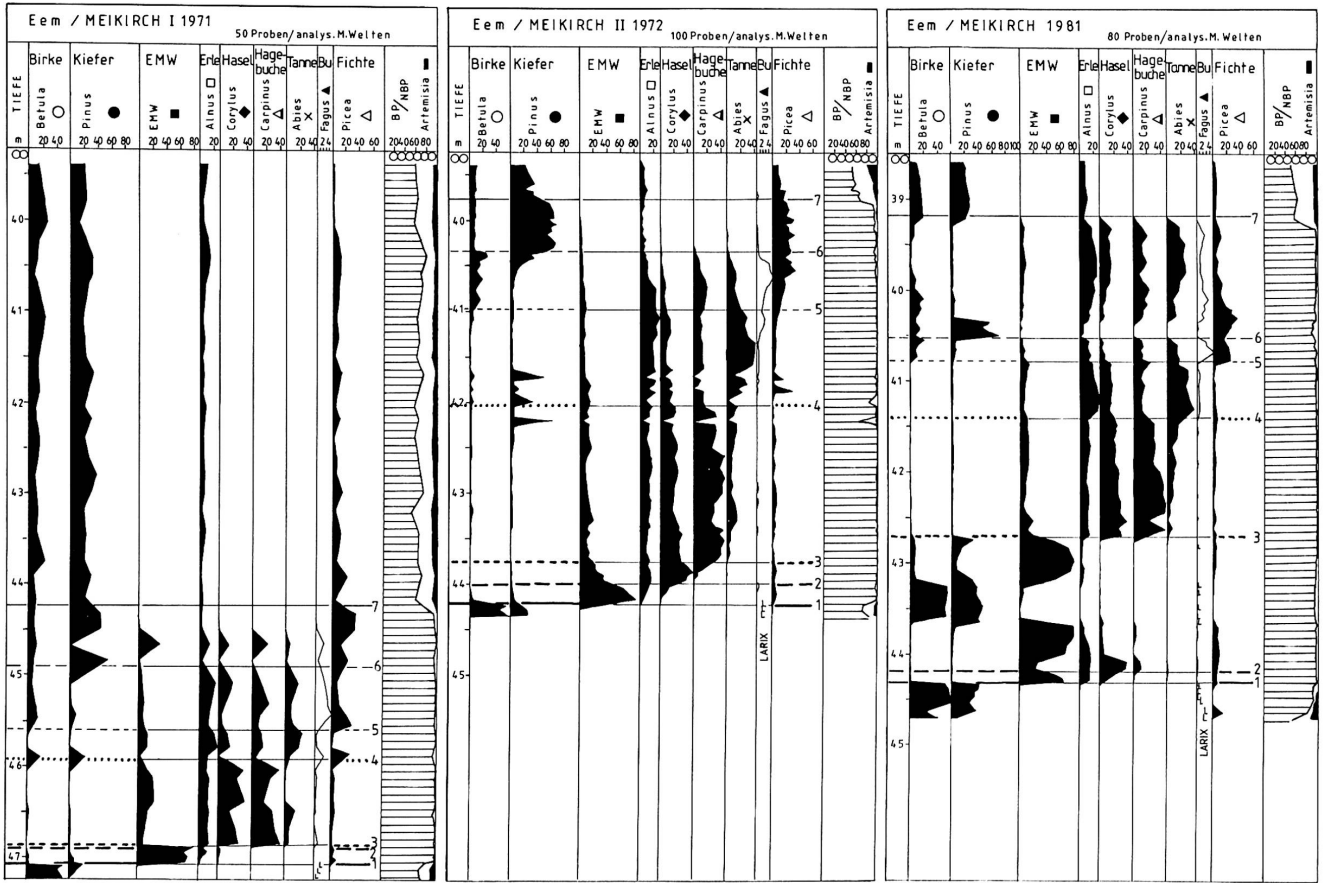 Eem / MEIKIRCH I 1971
50 Proben/analys.M.Welten
TIEFE
m
Birke
Betula ○
20 40
Kiefer
Pinus ●
20 40 60 80
EMW
EMW ■
20 40 60 80
Erle
Alnus □
20
Hasel
Corylus ◆
20 40
Hage-
buche
Carpinus △
20 40
Tanne
Abies ×
20 40
Bu
Fagus ▲
2 4
Fichte
Picea △
20 40 60
BP/NBP
20 40 60 80
Artemisia ■
40
41
42
43
44
45
46
47
7
6
5
4
3
2
1
Eem / MEIKIRCH II 1972
100 Proben/analys.M.Welten
TIEFE
m
Birke
Betula ○
20 40
Kiefer
Pinus ●
20 40 60 80
EMW
EMW ■
20 40 60 80
Erle
Alnus □
20
Hasel
Corylus ◆
20 40
Hage-
buche
Carpinus △
20 40
Tanne
Abies ×
20 40
Bu
Fagus ▲
2 4
Fichte
Picea △
20 40 60
BP/NBP
20 40 60 80
Artemisia ■
40
41
42
43
44
45
7
6
5
4
3
2
1
LARIX
Eem / MEIKIRCH 1981
80 Proben/analys.M.Welten
TIEFE
m
Birke
Betula ○
20 40
Kiefer
Pinus ●
20 40 60 80 100
EMW
EMW ■
20 40 60 80
Erle
Alnus □
20
Hasel
Corylus ◆
20 40
Hage
buche
Carpinus △
20 40
Tanne
Abies ×
20 40
Bu
Fagus ▲
2 4
Fichte
Picea △
20 40 60
BP/NBP
20 40 60 80
Artemisia ■
39
40
41
42
43
44
45
7
6
5
4
3
2
1
LARIX